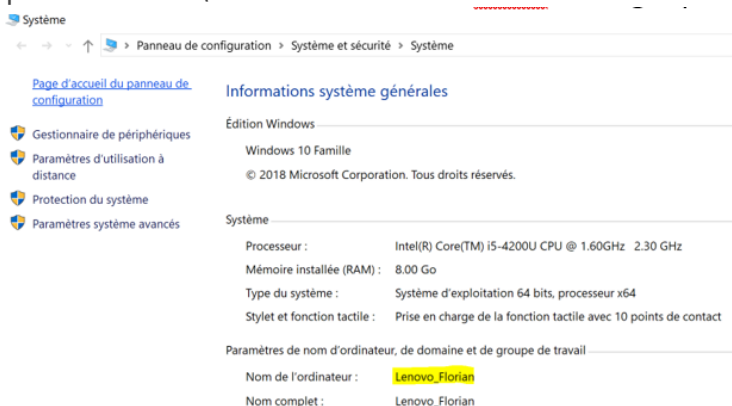 Système
Panneau de configuration › Système et sécurité › Système
Page d'accueil du panneau de
configuration
Gestionnaire de périphériques
Paramètres d'utilisation à
distance
Protection du système
Paramètres système avancés
Informations système générales
Édition Windows
Windows 10 Famille
© 2018 Microsoft Corporation. Tous droits réservés.
Système
Processeur : Intel(R) Core(TM) i5-4200U CPU @ 1.60GHz 2.30 GHz
Mémoire installée (RAM) : 8.00 Go
Type du système : Système d'exploitation 64 bits, processeur x64
Stylet et fonction tactile : Prise en charge de la fonction tactile avec 10 points de contact
Paramètres de nom d'ordinateur, de domaine et de groupe de travail
Nom de l'ordinateur : Lenovo_Florian
Nom complet : Lenovo_Florian